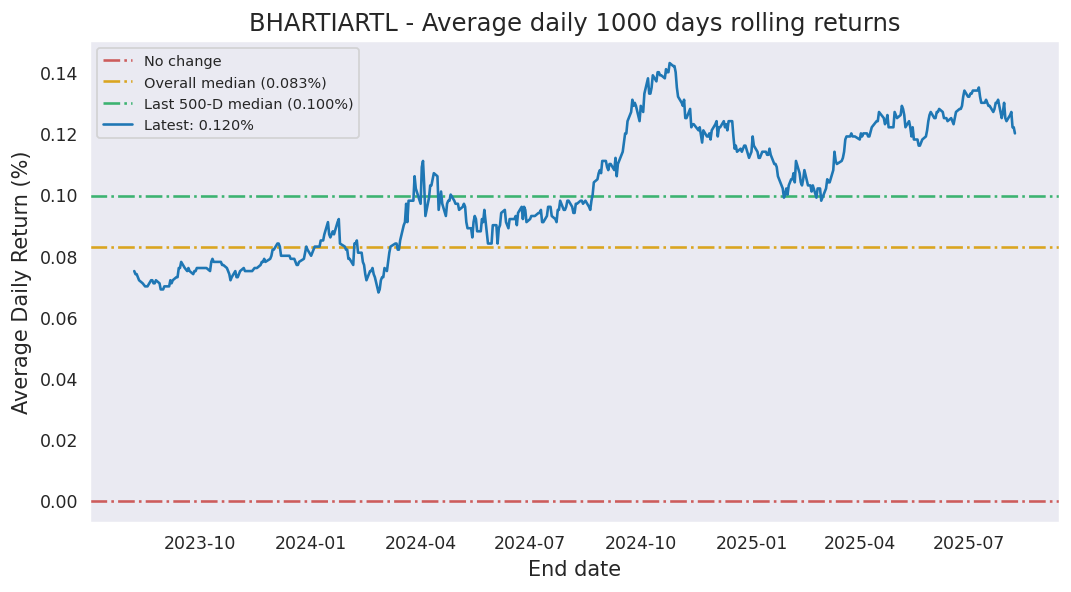 BHARTIARTL - Average daily 1000 days rolling returns
No change
Overall median (0.083%)
Last 500-D median (0.100%)
Latest: 0.120%
Average Daily Return (%)
0.14
0.12
0.10
0.08
0.06
0.04
0.02
0.00
2023-10 2024-01 2024-04 2024-07 2024-10 2025-01 2025-04 2025-07
End date